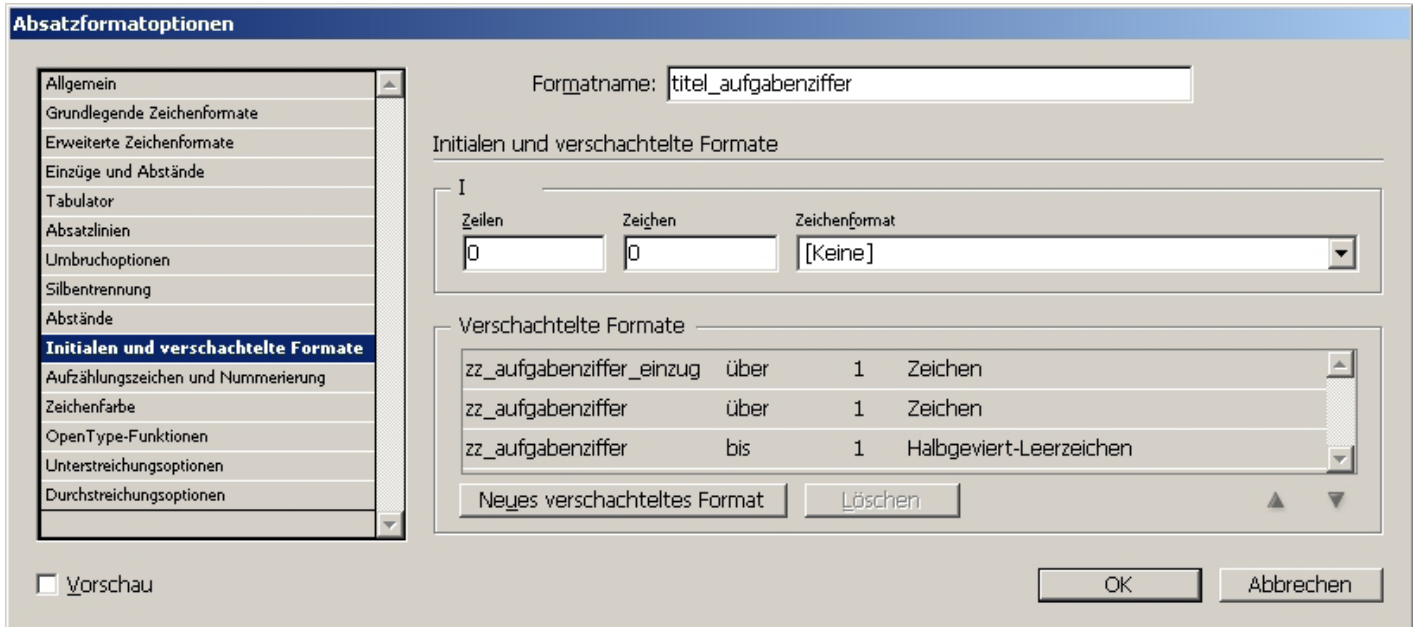 Absatzformatoptionen
Allgemein
Grundlegende Zeichenformate
Erweiterte Zeichenformate
Einzüge und Abstände
Tabulator
Absatzlinien
Umbruchoptionen
Silbentrennung
Abstände
Initialen und verschachtelte Formate
Aufzählungszeichen und Nummerierung
Zeichenfarbe
OpenType-Funktionen
Unterstreichungsoptionen
Durchstreichungsoptionen
Formatname: titel_aufgabenziffer
Initialen und verschachtelte Formate
I
Zeilen Zeichen Zeichenformat
0 0 [Keine]
Verschachtelte Formate
zz_aufgabenziffer_einzug über 1 Zeichen
zz_aufgabenziffer über 1 Zeichen
zz_aufgabenziffer bis 1 Halbgeviert-Leerzeichen
Neues verschachteltes Format Löschen
Vorschau OK Abbrechen